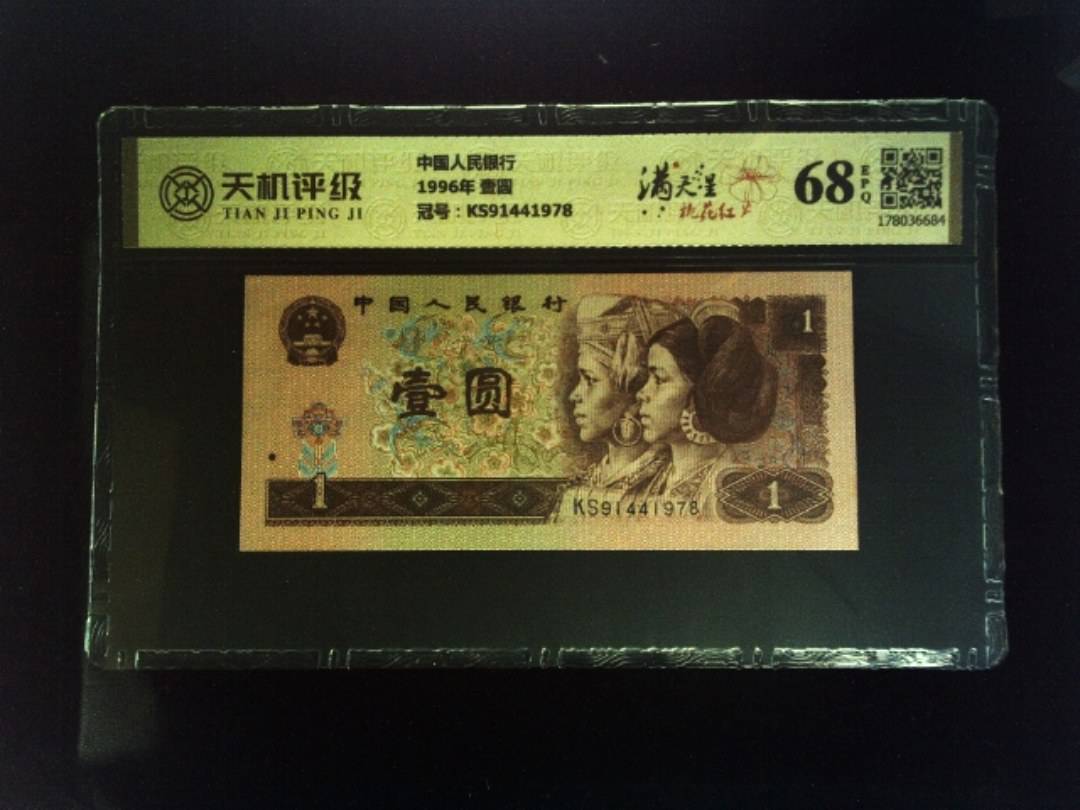 天机评级
TIAN JI PING JI
中国人民银行
1996年 壹圆
冠号：KS91441978
满天星
桃花红
68
EPQ
178036684
中国人民银行
1
壹圆
1
KS91441978
1